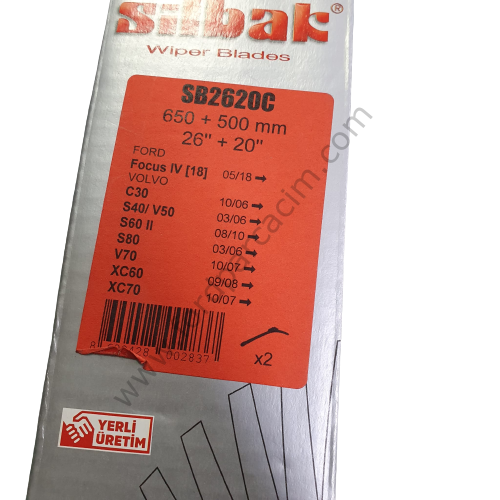 silbak®
Wiper Blades
SB2620C
650 + 500 mm
26" + 20"
FORD
Focus IV [18] 05/18 →
VOLVO
C30 10/06 →
S40/ V50 03/06 →
S60 II 08/10 →
S80 03/06 →
V70 10/07 →
XC60 09/08 →
XC70 10/07 →
002837
x2
YERLİ
ÜRETİM